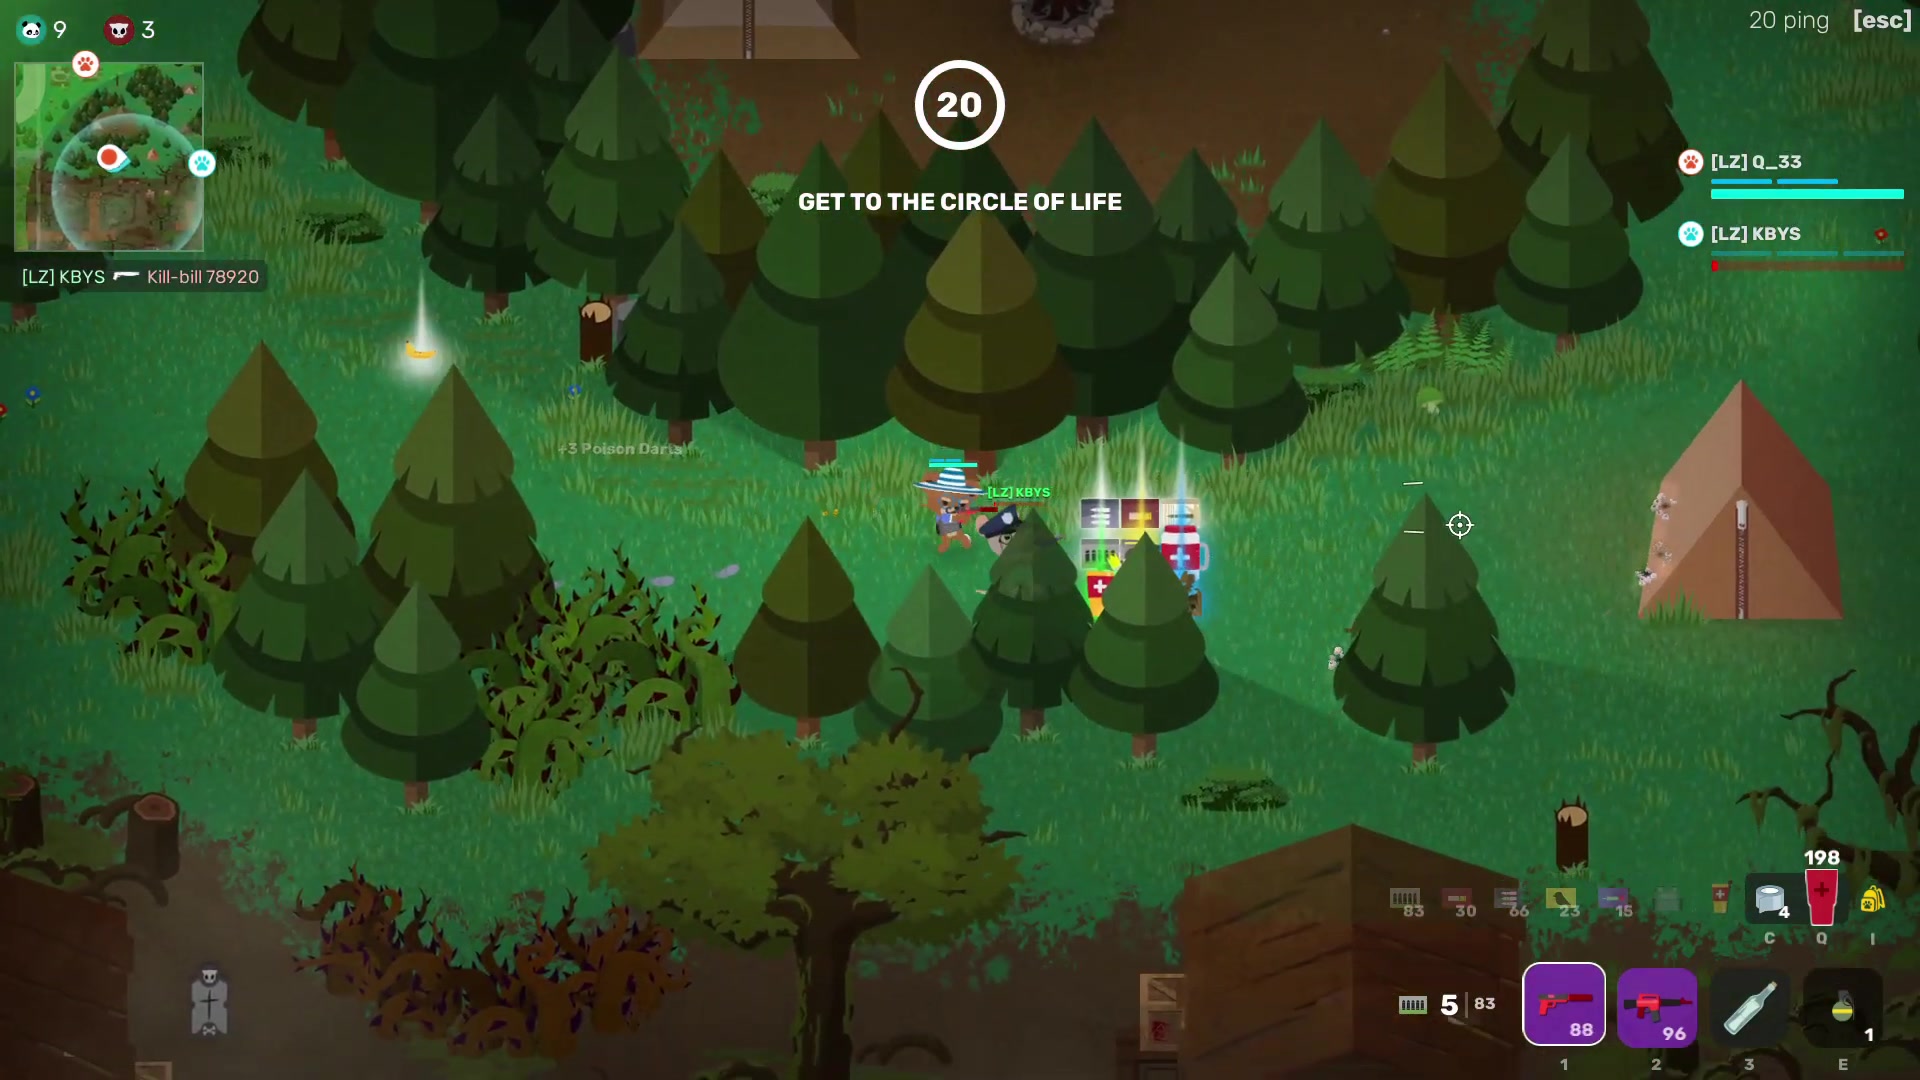 9 3
20 ping [esc]
20
GET TO THE CIRCLE OF LIFE
[LZ] Q_33
[LZ] KBYS
[LZ] KBYS Kill-bill 78920
+3 Poison Darts
[LZ] KBYS
198
83 30 66 23 15 4
C Q I
5 | 83
88 96 1
1 2 3 E